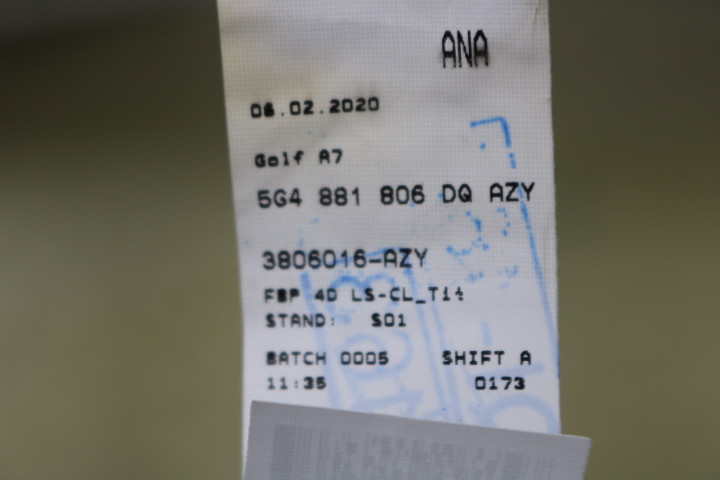 ANA
06.02.2020
Golf A7
5G4 881 806 DQ AZY
3806016-AZY
FBP 4D LS-CL_T14
STAND: S01
BATCH 0005 SHIFT A
11:35 0173